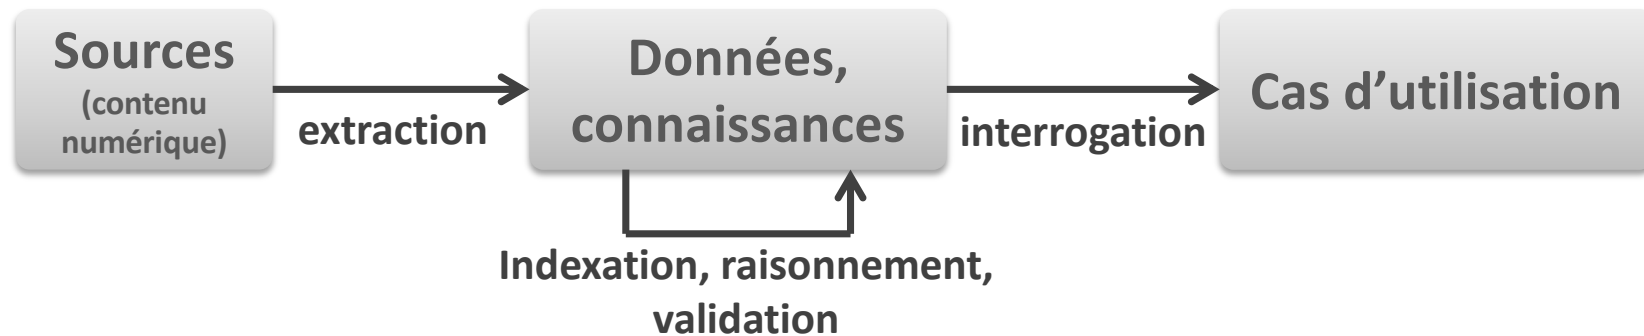 Sources
(contenu
numérique)
extraction
Données,
connaissances
interrogation
Cas d’utilisation
Indexation, raisonnement,
validation